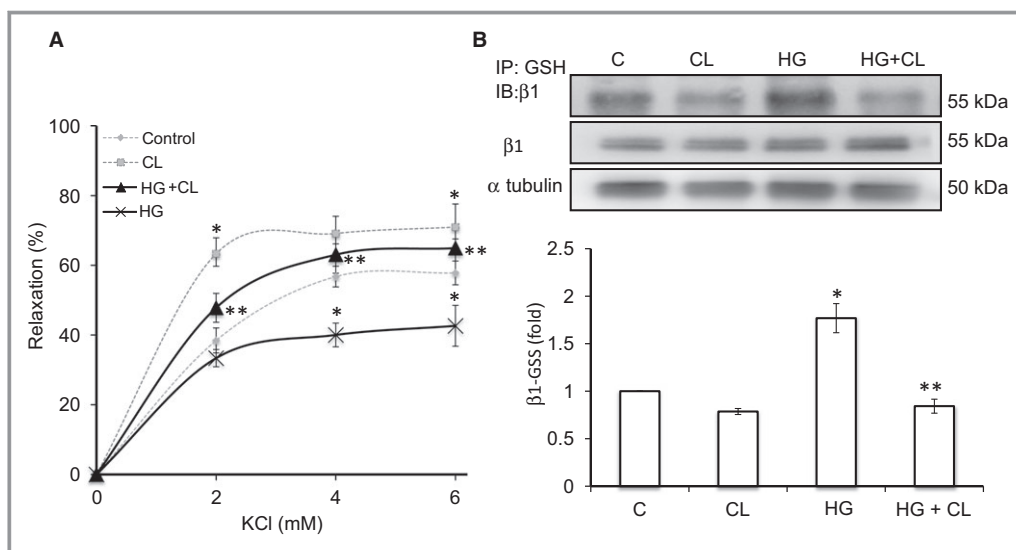 A
100
80
60
40
20
0
Relaxation (%)
Control
CL
HG +CL
HG
*
*
*
*
**
**
**
0 2 4 6
KCl (mM)
B
C CL HG HG+CL
IP: GSH
IB:β1
55 kDa
β1
55 kDa
α tubulin
50 kDa
2.5
2
1.5
1
0.5
0
β1-GSS (fold)
*
**
C CL HG HG + CL